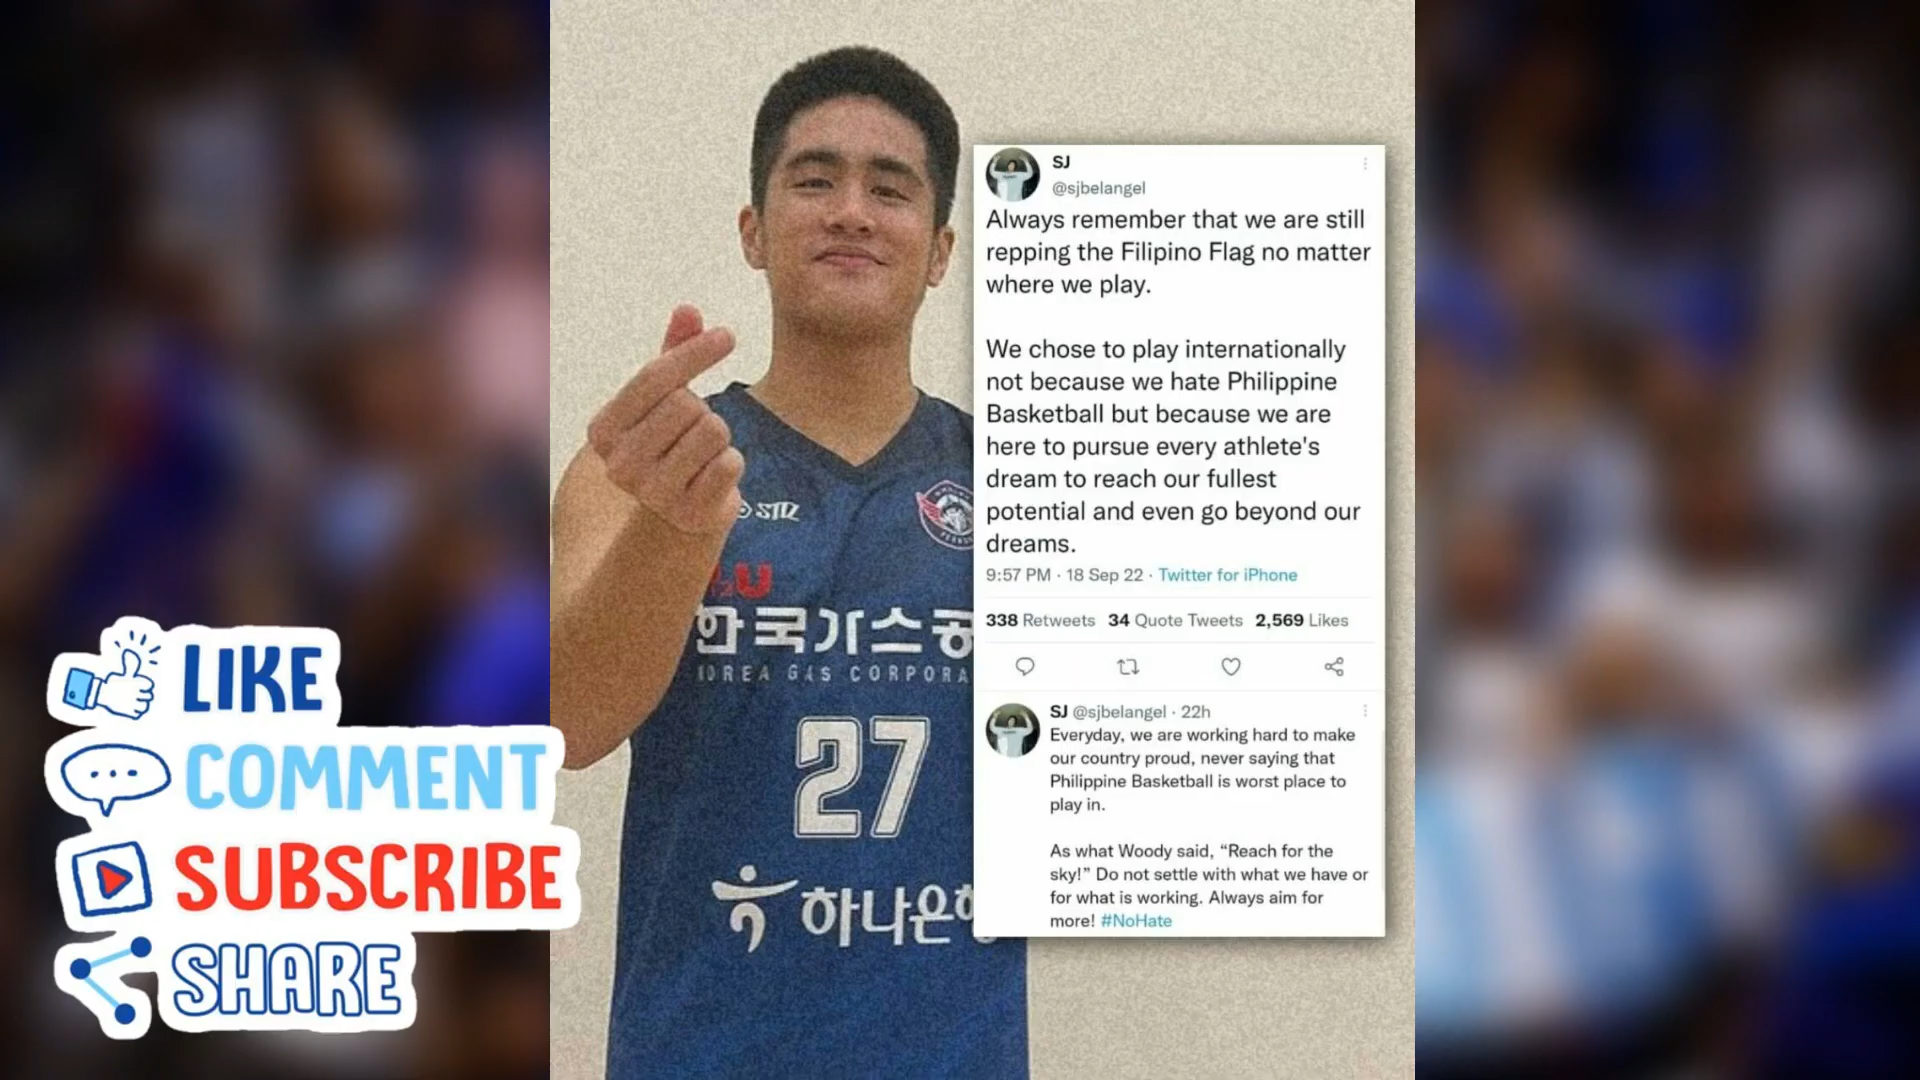 SJ
@sjbelangel
Always remember that we are still
repping the Filipino Flag no matter
where we play.
We chose to play internationally
not because we hate Philippine
Basketball but because we are
here to pursue every athlete's
dream to reach our fullest
potential and even go beyond our
dreams.
9:57 PM · 18 Sep 22 · Twitter for iPhone
338 Retweets 34 Quote Tweets 2,569 Likes
SJ @sjbelangel · 22h
Everyday, we are working hard to make
our country proud, never saying that
Philippine Basketball is worst place to
play in.
As what Woody said, “Reach for the
sky!” Do not settle with what we have or
for what is working. Always aim for
more! #NoHate
STIZ
한국가스공
KOREA GAS CORPORA
27
하나은행
LIKE
COMMENT
SUBSCRIBE
SHARE